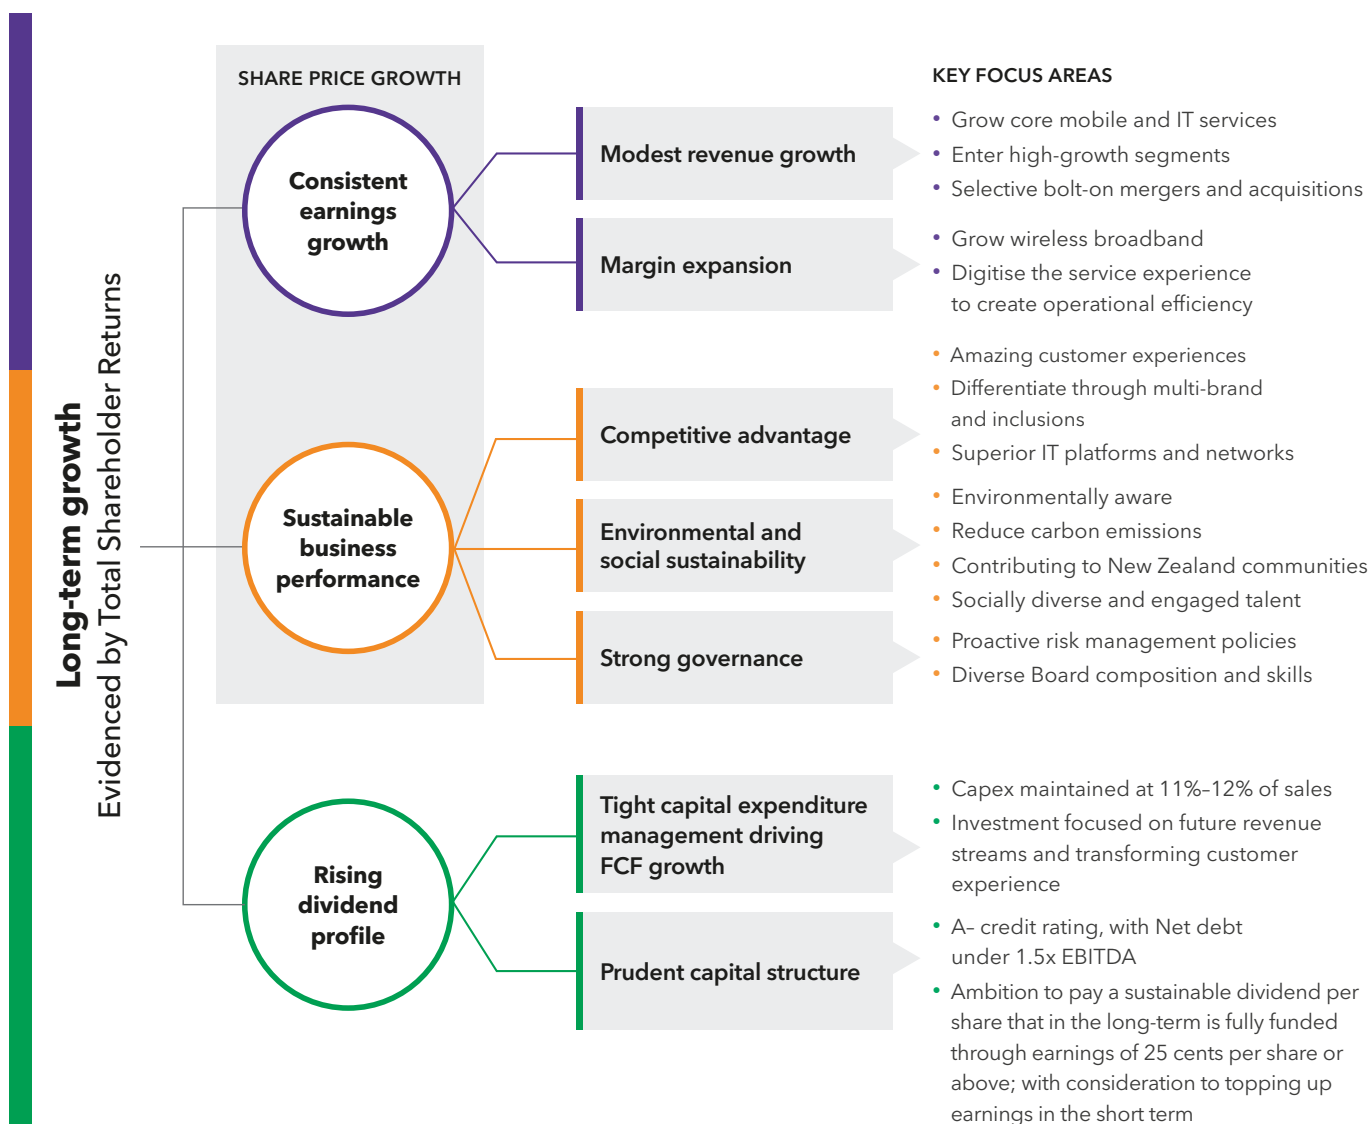 Long-term growth
Evidenced by Total Shareholder Returns
SHARE PRICE GROWTH
Consistent
earnings
growth
Modest revenue growth
Margin expansion
KEY FOCUS AREAS
• Grow core mobile and IT services
• Enter high-growth segments
• Selective bolt-on mergers and acquisitions
• Grow wireless broadband
• Digitise the service experience
to create operational efficiency
Sustainable
business
performance
Competitive advantage
• Amazing customer experiences
• Differentiate through multi-brand
and inclusions
• Superior IT platforms and networks
Environmental and
social sustainability
• Environmentally aware
• Reduce carbon emissions
• Contributing to New Zealand communities
• Socially diverse and engaged talent
Strong governance
• Proactive risk management policies
• Diverse Board composition and skills
Rising
dividend
profile
Tight capital expenditure
management driving
FCF growth
• Capex maintained at 11%–12% of sales
• Investment focused on future revenue
streams and transforming customer
experience
Prudent capital structure
• A– credit rating, with Net debt
under 1.5x EBITDA
• Ambition to pay a sustainable dividend per
share that in the long-term is fully funded
through earnings of 25 cents per share or
above; with consideration to topping up
earnings in the short term